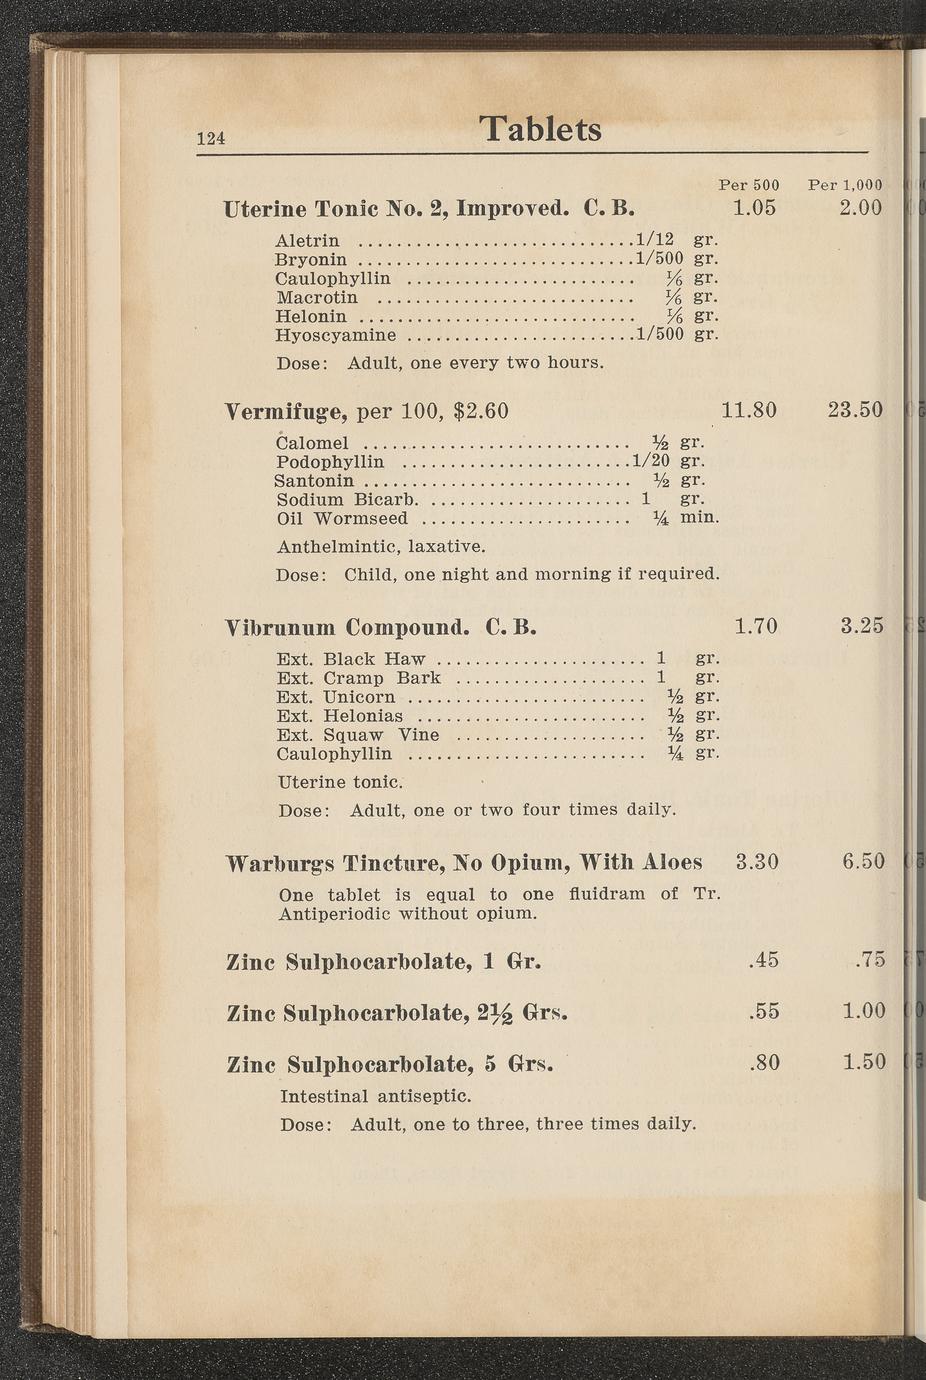 124 Tablets
Per 500 Per 1,000
Uterine Tonic No. 2, Improved. C. B. 1.05 2.00
Aletrin ............................1/12 gr.
Bryonin ............................1/500 gr.
Caulophyllin ........................ ⅙ gr.
Macrotin ........................... ⅙ gr.
Helonin ............................. ⅙ gr.
Hyoscyamine ........................1/500 gr.
Dose: Adult, one every two hours.
Vermifuge, per 100, $2.60 11.80 23.50
Calomel ............................ ½ gr.
Podophyllin ........................1/20 gr.
Santonin ............................ ½ gr.
Sodium Bicarb. ..................... 1 gr.
Oil Wormseed ...................... ¼ min.
Anthelmintic, laxative.
Dose: Child, one night and morning if required.
Vibrunum Compound. C. B. 1.70 3.25
Ext. Black Haw ...................... 1 gr.
Ext. Cramp Bark .................... 1 gr.
Ext. Unicorn ......................... ½ gr.
Ext. Helonias ........................ ½ gr.
Ext. Squaw Vine .................... ½ gr.
Caulophyllin ......................... ¼ gr.
Uterine tonic.
Dose: Adult, one or two four times daily.
Warburgs Tincture, No Opium, With Aloes 3.30 6.50
One tablet is equal to one fluidram of Tr.
Antiperiodic without opium.
Zinc Sulphocarbolate, 1 Gr. .45 .75
Zinc Sulphocarbolate, 2½ Grs. .55 1.00
Zinc Sulphocarbolate, 5 Grs. .80 1.50
Intestinal antiseptic.
Dose: Adult, one to three, three times daily.